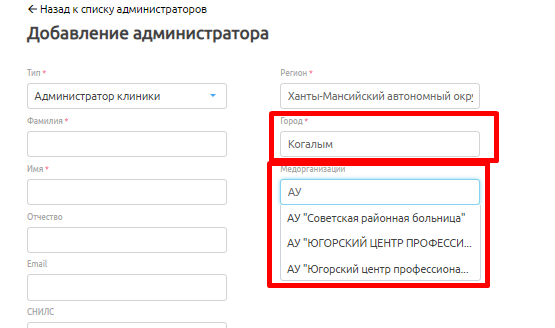 ← Назад к списку администраторов
Добавление администратора
Тип *
Администратор клиники
Фамилия *
Имя *
Отчество
Email
СНИЛС
Регион *
Ханты-Мансийский автономный окру
Город *
Когалым
Медорганизации
АУ
АУ "Советская районная больница"
АУ "ЮГОРСКИЙ ЦЕНТР ПРОФЕССИ...
АУ "Югорский центр профессиона...